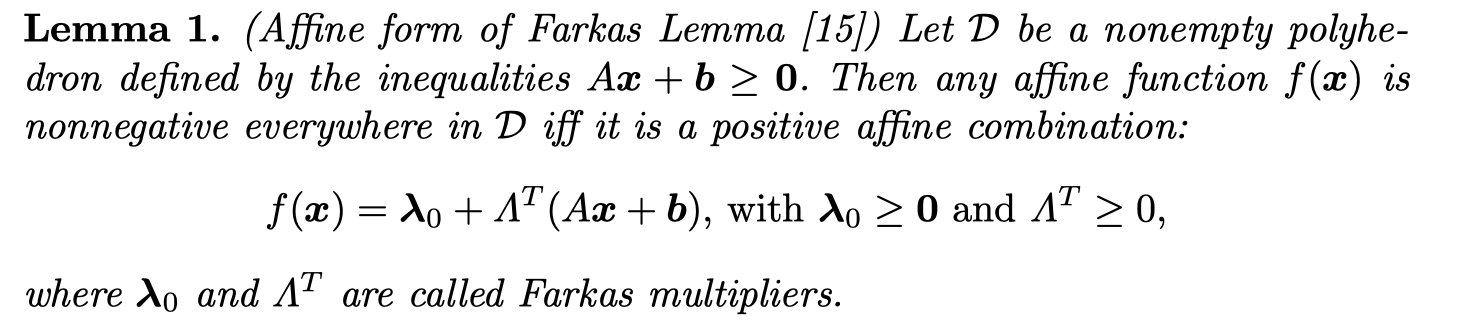 Lemma 1. (Affine form of Farkas Lemma [15]) Let 𝒟 be a nonempty polyhe-
dron defined by the inequalities Ax + b ≥ 0. Then any affine function f(x) is
nonnegative everywhere in 𝒟 iff it is a positive affine combination:
f(x) = λ₀ + Λᵀ(Ax + b), with λ₀ ≥ 0 and Λᵀ ≥ 0,
where λ₀ and Λᵀ are called Farkas multipliers.